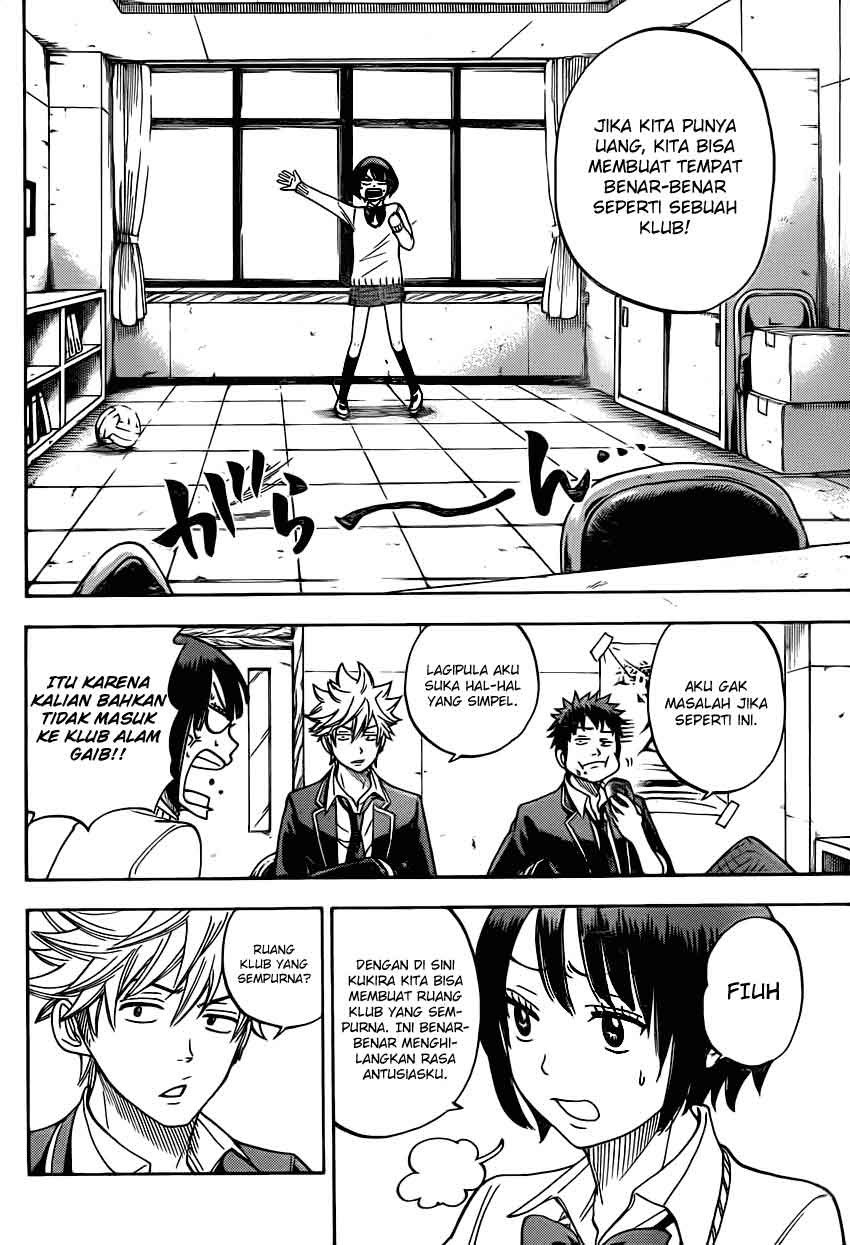 JIKA KITA PUNYA
UANG, KITA BISA
MEMBUAT TEMPAT
BENAR-BENAR
SEPERTI SEBUAH
KLUB!
がら〜ん…
AKU GAK
MASALAH JIKA
SEPERTI INI.
LAGIPULA AKU
SUKA HAL-HAL
YANG SIMPEL.
ITU KARENA
KALIAN BAHKAN
TIDAK MASUK
KE KLUB ALAM
GAIB!!
FIUH
DENGAN DI SINI
KUKIRA KITA BISA
MEMBUAT RUANG
KLUB YANG SEM-
PURNA. INI BENAR-
BENAR MENGHI-
LANGKAN RASA
ANTUSIASKU.
RUANG
KLUB YANG
SEMPURNA?